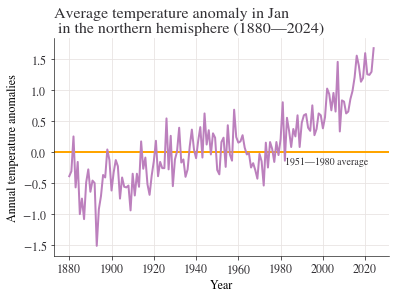 Average temperature anomaly in Jan
in the northern hemisphere (1880—2024)
Annual temperature anomalies
1.5
1.0
0.5
0.0
−0.5
−1.0
−1.5
1951—1980 average
1880 1900 1920 1940 1960 1980 2000 2020
Year